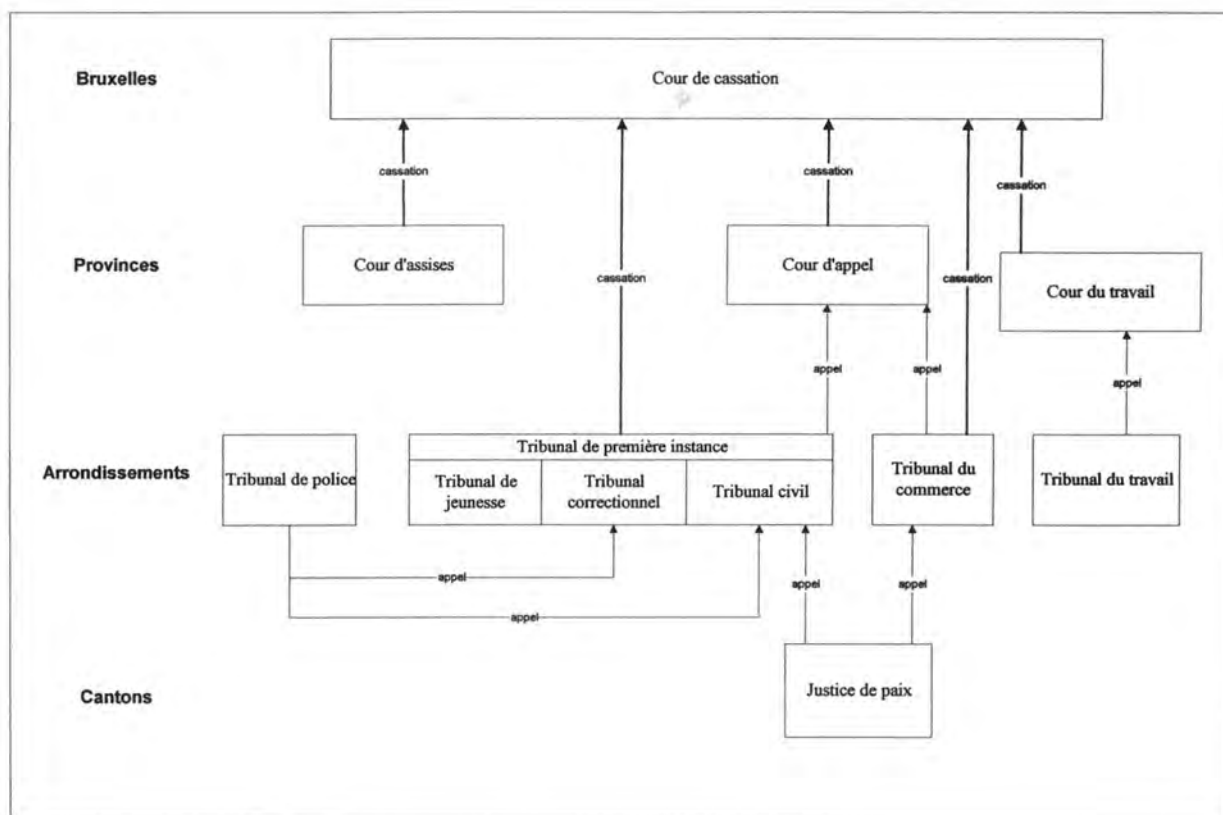 Bruxelles
Cour de cassation
cassation
cassation
cassation
cassation
Provinces
Cour d'assises
Cour d'appel
cassation
cassation
Cour du travail
appel
appel
appel
Tribunal de première instance
Arrondissements
Tribunal de police
Tribunal de
jeunesse
Tribunal
correctionnel
Tribunal civil
Tribunal du
commerce
Tribunal du travail
appel
appel
appel
appel
Cantons
Justice de paix